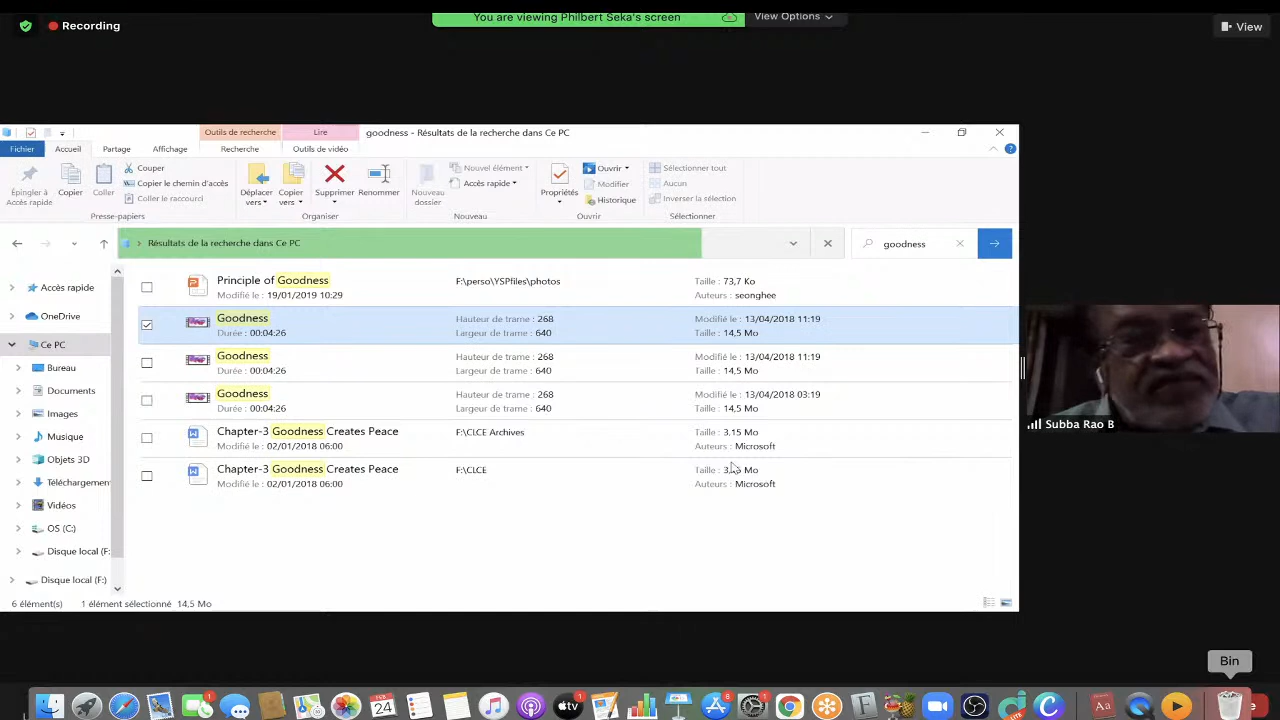 You are viewing Philbert Seka's screen
View Options
Recording
View
Outils de recherche
Lire
goodness - Résultats de la recherche dans Ce PC
Fichier
Accueil
Partage
Affichage
Recherche
Outils de vidéo
Épingler à
Accès rapide
Copier
Coller
Couper
Copier le chemin d'accès
Coller le raccourci
Presse-papiers
Déplacer
vers
Copier
vers
Supprimer
Renommer
Organiser
Nouveau
dossier
Nouvel élément
Accès rapide
Nouveau
Propriétés
Ouvrir
Modifier
Historique
Ouvrir
Sélectionner tout
Aucun
Inverser la sélection
Sélectionner
Résultats de la recherche dans Ce PC
goodness
Accès rapide
OneDrive
Ce PC
Bureau
Documents
Images
Musique
Objets 3D
Téléchargemen
Vidéos
OS (C:)
Disque local (F:
Disque local (F:)
Principle of Goodness
Modifié le : 19/01/2019 10:29
F:\perso\YSPfiles\photos
Taille : 73,7 Ko
Auteurs : seonghee
Goodness
Durée : 00:04:26
Hauteur de trame : 268
Largeur de trame : 640
Modifié le : 13/04/2018 11:19
Taille : 14,5 Mo
Goodness
Durée : 00:04:26
Hauteur de trame : 268
Largeur de trame : 640
Modifié le : 13/04/2018 11:19
Taille : 14,5 Mo
Goodness
Durée : 00:04:26
Hauteur de trame : 268
Largeur de trame : 640
Modifié le : 13/04/2018 03:19
Taille : 14,5 Mo
Chapter-3 Goodness Creates Peace
Modifié le : 02/01/2018 06:00
F:\CLCE Archives
Taille : 3,15 Mo
Auteurs : Microsoft
Chapter-3 Goodness Creates Peace
Modifié le : 02/01/2018 06:00
F:\CLCE
Taille : 3,15 Mo
Auteurs : Microsoft
6 élément(s)
1 élément sélectionné 14,5 Mo
Subba Rao B
Bin
FEB
24
tv
LITE
Aa